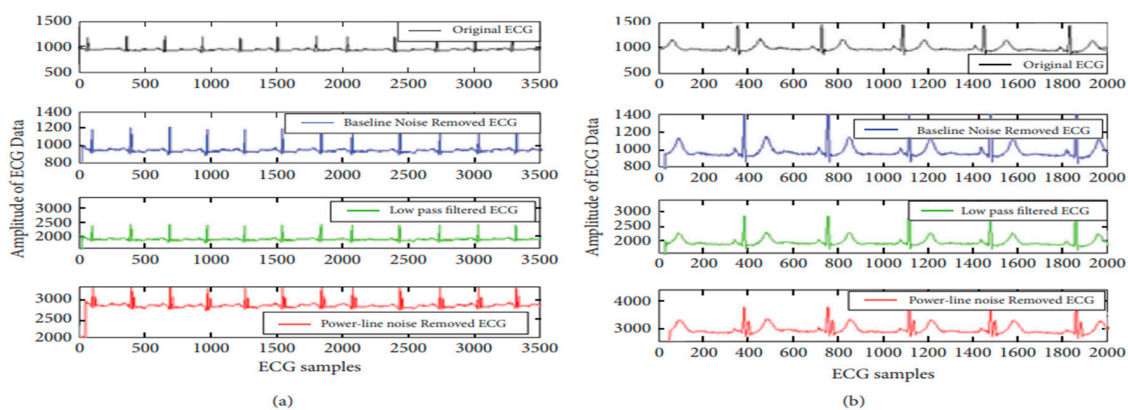 Amplitude of ECG Data
1500
1000
500
Original ECG
0 500 1000 1500 2000 2500 3000 3500
1400
1200
1000
800
Baseline Noise Removed ECG
0 500 1000 1500 2000 2500 3000 3500
3000
2500
2000
Low pass filtered ECG
0 500 1000 1500 2000 2500 3000 3500
3000
2500
2000
Power-line noise Removed ECG
0 500 1000 1500 2000 2500 3000 3500
ECG samples
(a)
Amplitude of ECG Data
1500
1000
500
Original ECG
0 200 400 600 800 1000 1200 1400 1600 1800 2000
1400
1200
1000
800
Baseline Noise Removed ECG
0 200 400 600 800 1000 1200 1400 1600 1800 2000
3000
2500
2000
Low pass filtered ECG
0 200 400 600 800 1000 1200 1400 1600 1800 2000
4000
3000
Power-line noise Removed ECG
0 200 400 600 800 1000 1200 1400 1600 1800 2000
ECG samples
(b)